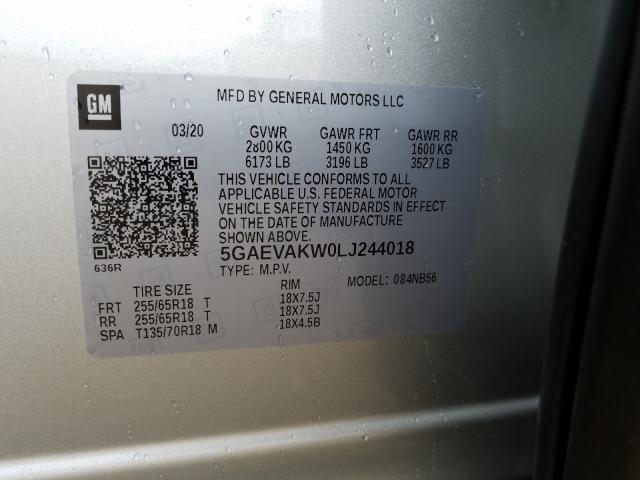 GM
MFD BY GENERAL MOTORS LLC
03/20 GVWR GAWR FRT GAWR RR
2800 KG 1450 KG 1600 KG
6173 LB 3196 LB 3527 LB
THIS VEHICLE CONFORMS TO ALL
APPLICABLE U.S. FEDERAL MOTOR
VEHICLE SAFETY STANDARDS IN EFFECT
ON THE DATE OF MANUFACTURE
SHOWN ABOVE.
636R
5GAEVAKW0LJ244018
TYPE: M.P.V. MODEL: 084NB56
TIRE SIZE RIM
FRT 255/65R18 T 18X7.5J
RR 255/65R18 T 18X7.5J
SPA T135/70R18 M 18X4.5B